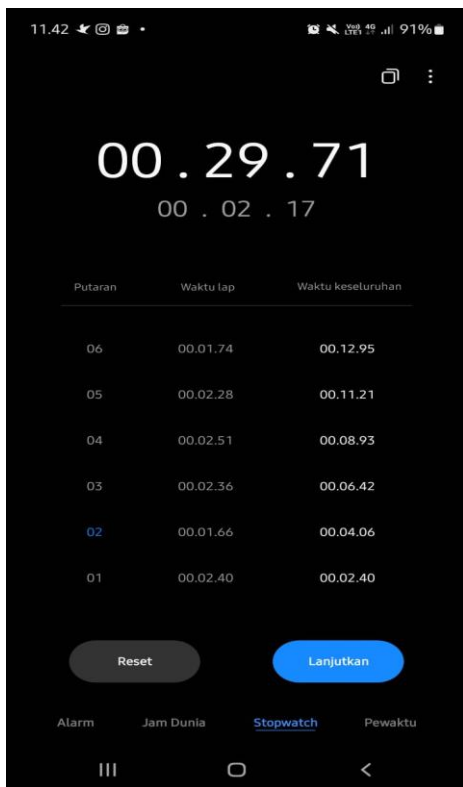 11.42 91%
Voo) 4G
LTE1
00 . 29 . 71
00 . 02 . 17
Putaran Waktu lap Waktu keseluruhan
06 00.01.74 00.12.95
05 00.02.28 00.11.21
04 00.02.51 00.08.93
03 00.02.36 00.06.42
02 00.01.66 00.04.06
01 00.02.40 00.02.40
Reset Lanjutkan
Alarm Jam Dunia Stopwatch Pewaktu